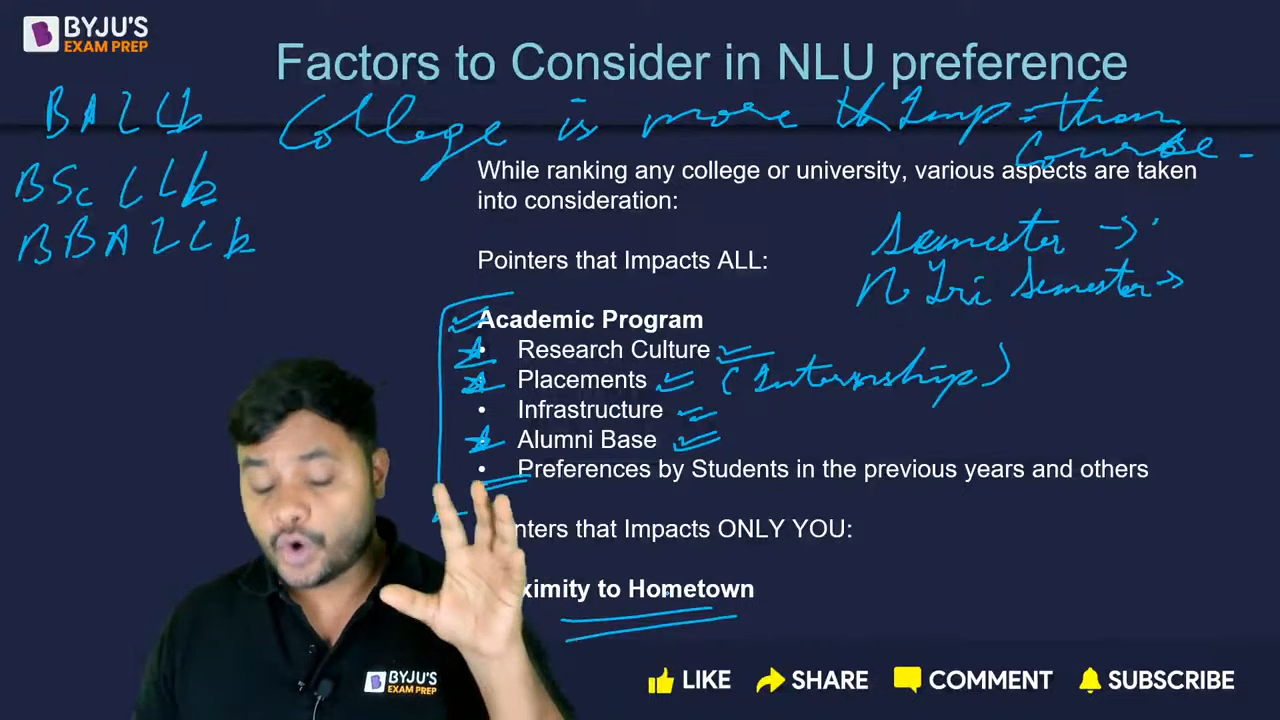 BYJU'S
EXAM PREP
Factors to Consider in NLU preference
BA LLb
College is more Imp. than
Course -
BSc LLb
BBA LLb
While ranking any college or university, various aspects are taken
into consideration:
Semester →
Tri Semester →
Pointers that Impacts ALL:
Academic Program
• Research Culture
• Placements (Internship)
• Infrastructure
• Alumni Base
• Preferences by Students in the previous years and others
nters that Impacts ONLY YOU:
ximity to Hometown
BYJU'S
EXAM PREP
LIKE SHARE COMMENT SUBSCRIBE